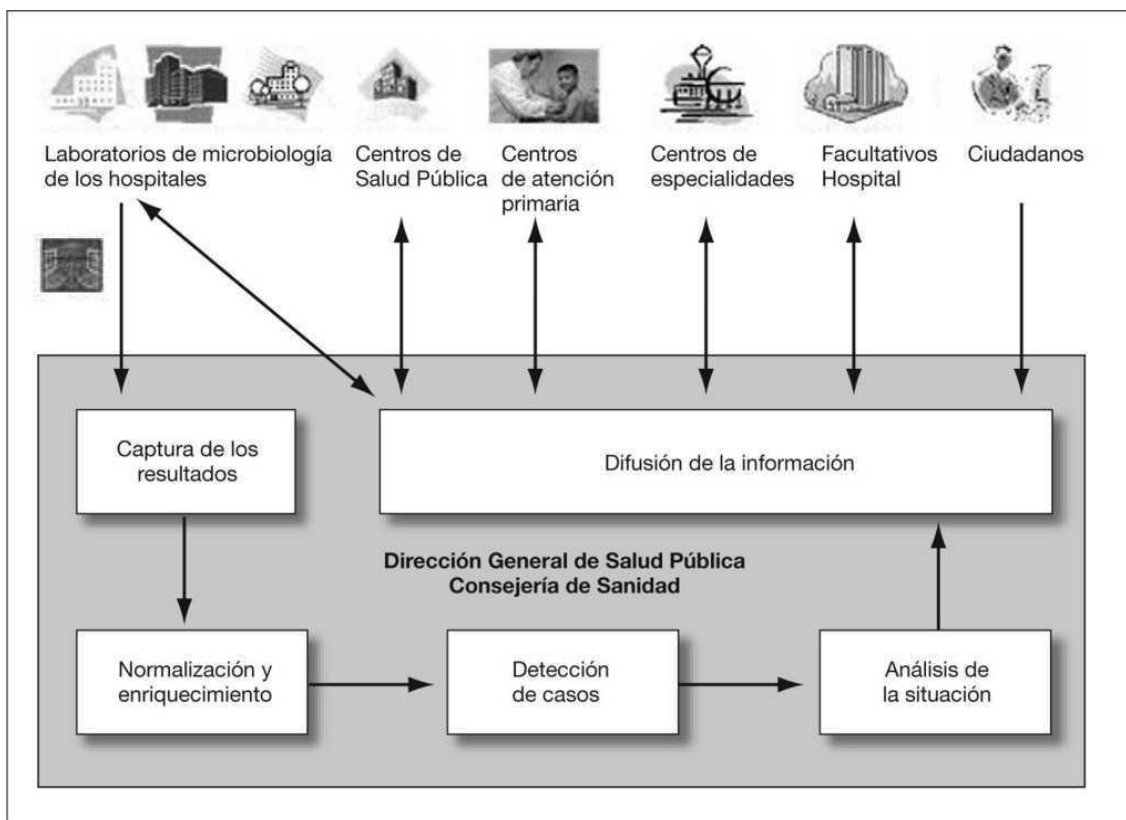 Laboratorios de microbiología
de los hospitales
Centros de
Salud Pública
Centros
de atención
primaria
Centros de
especialidades
Facultativos
Hospital
Ciudadanos
Captura de los
resultados
Difusión de la información
Dirección General de Salud Pública
Consejería de Sanidad
Normalización y
enriquecimiento
Detección
de casos
Análisis de
la situación